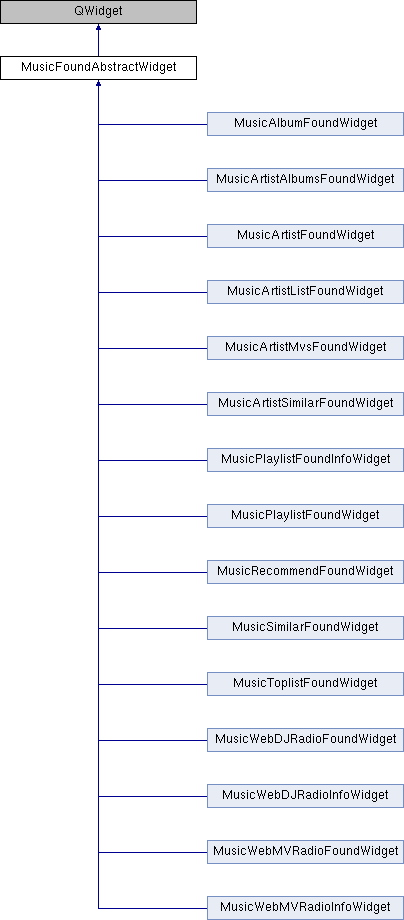 QWidget
MusicFoundAbstractWidget
MusicAlbumFoundWidget
MusicArtistAlbumsFoundWidget
MusicArtistFoundWidget
MusicArtistListFoundWidget
MusicArtistMvsFoundWidget
MusicArtistSimilarFoundWidget
MusicPlaylistFoundInfoWidget
MusicPlaylistFoundWidget
MusicRecommendFoundWidget
MusicSimilarFoundWidget
MusicToplistFoundWidget
MusicWebDJRadioFoundWidget
MusicWebDJRadioInfoWidget
MusicWebMVRadioFoundWidget
MusicWebMVRadioInfoWidget